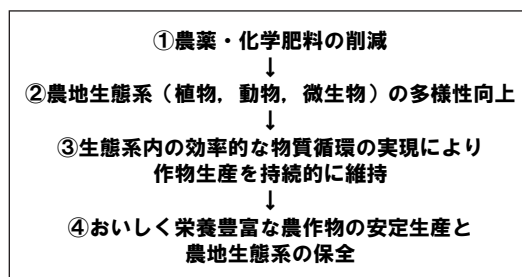 ①農薬・化学肥料の削減
↓
②農地生態系（植物，動物，微生物）の多様性向上
↓
③生態系内の効率的な物質循環の実現により
作物生産を持続的に維持
↓
④おいしく栄養豊富な農作物の安定生産と
農地生態系の保全